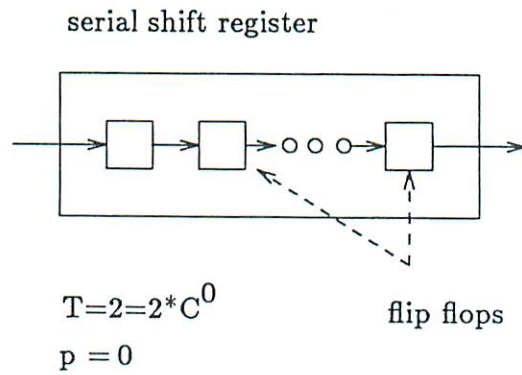 serial shift register
T=2=2*C^0
flip flops
p = 0